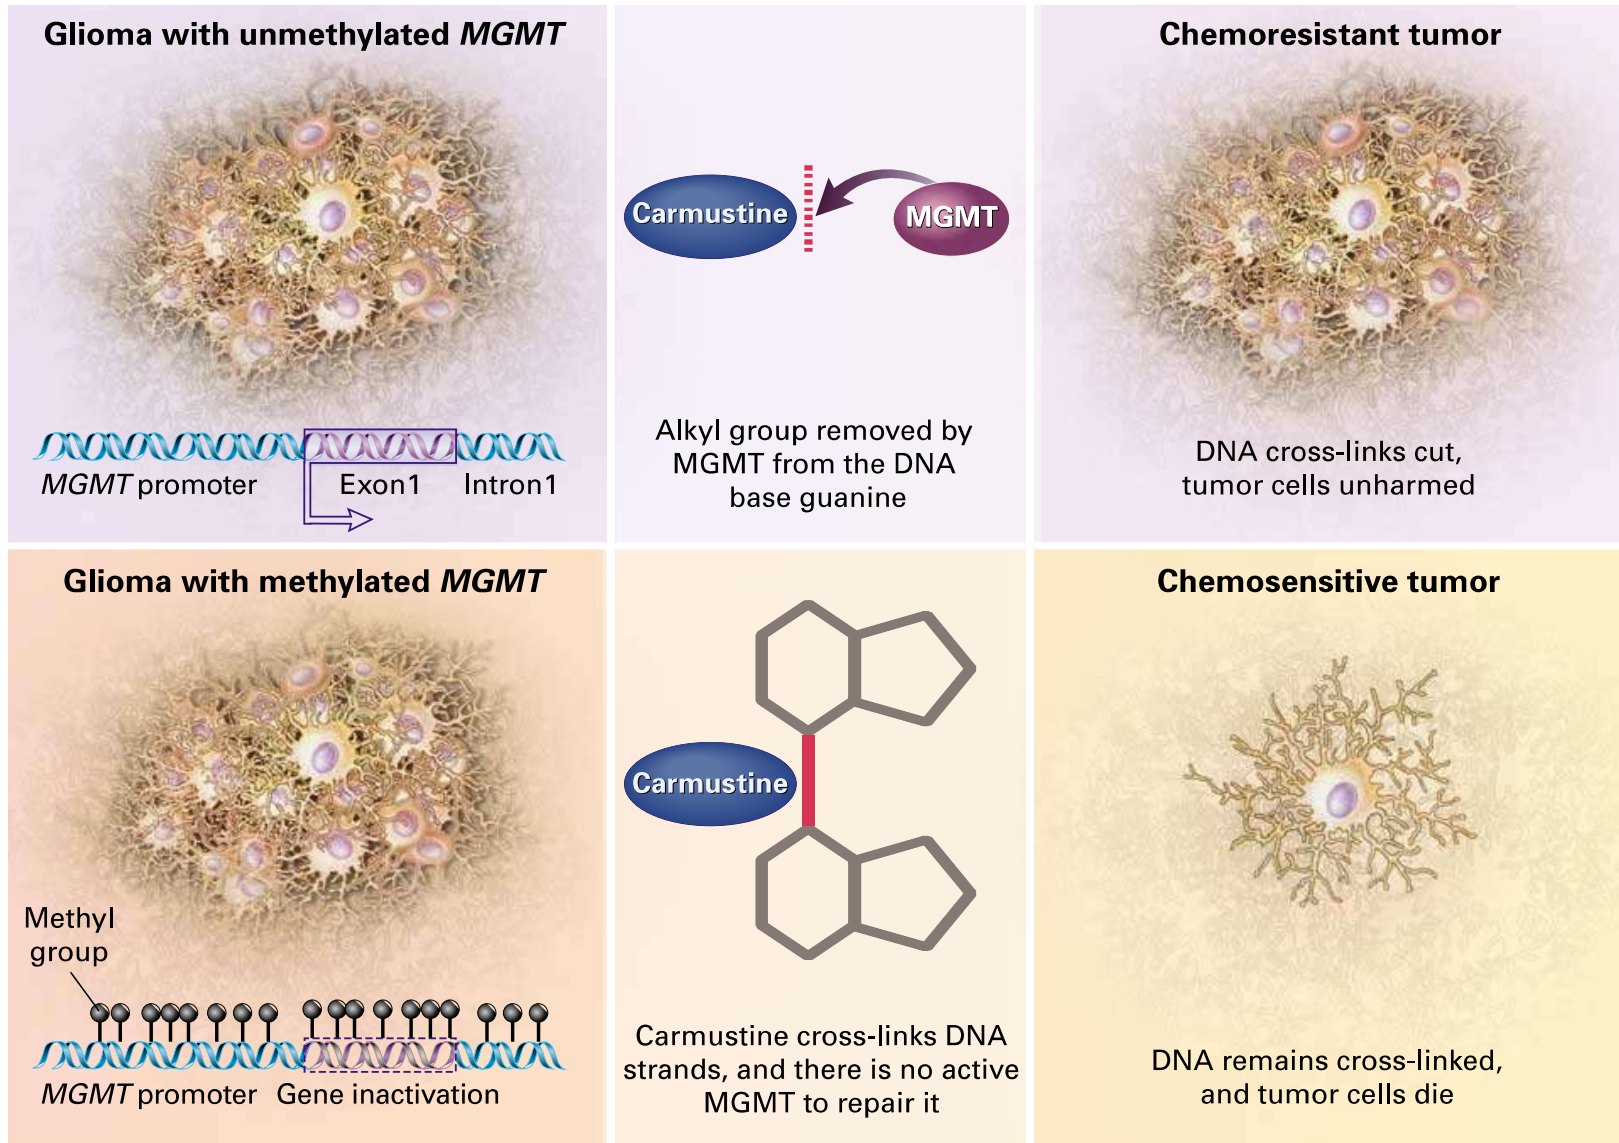 Glioma with unmethylated MGMT
MGMT promoter
Exon1
Intron1
Carmustine
MGMT
Alkyl group removed by
MGMT from the DNA
base guanine
Chemoresistant tumor
DNA cross-links cut,
tumor cells unharmed
Glioma with methylated MGMT
Methyl
group
MGMT promoter
Gene inactivation
Carmustine
Carmustine cross-links DNA
strands, and there is no active
MGMT to repair it
Chemosensitive tumor
DNA remains cross-linked,
and tumor cells die